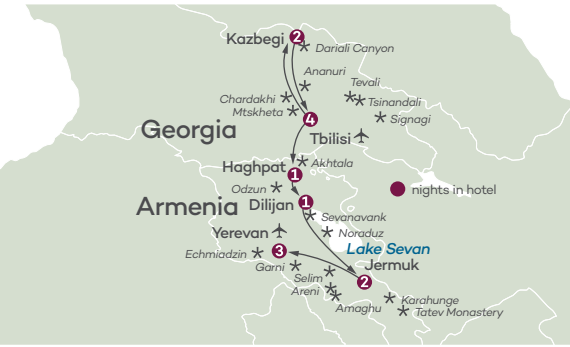 Kazbegi
2
Dariali Canyon
Ananuri
Tevali
Chardakhi
Tsinandali
Mtskheta
4
Signagi
Georgia
Tbilisi
Haghpat
Akhtala
1
Odzun
nights in hotel
Armenia
Dilijan
1
Sevanavank
Yerevan
Noraduz
Lake Sevan
Echmiadzin
3
Garni
Jermuk
Selim
2
Areni
Amaghu
Karahunge
Tatev Monastery